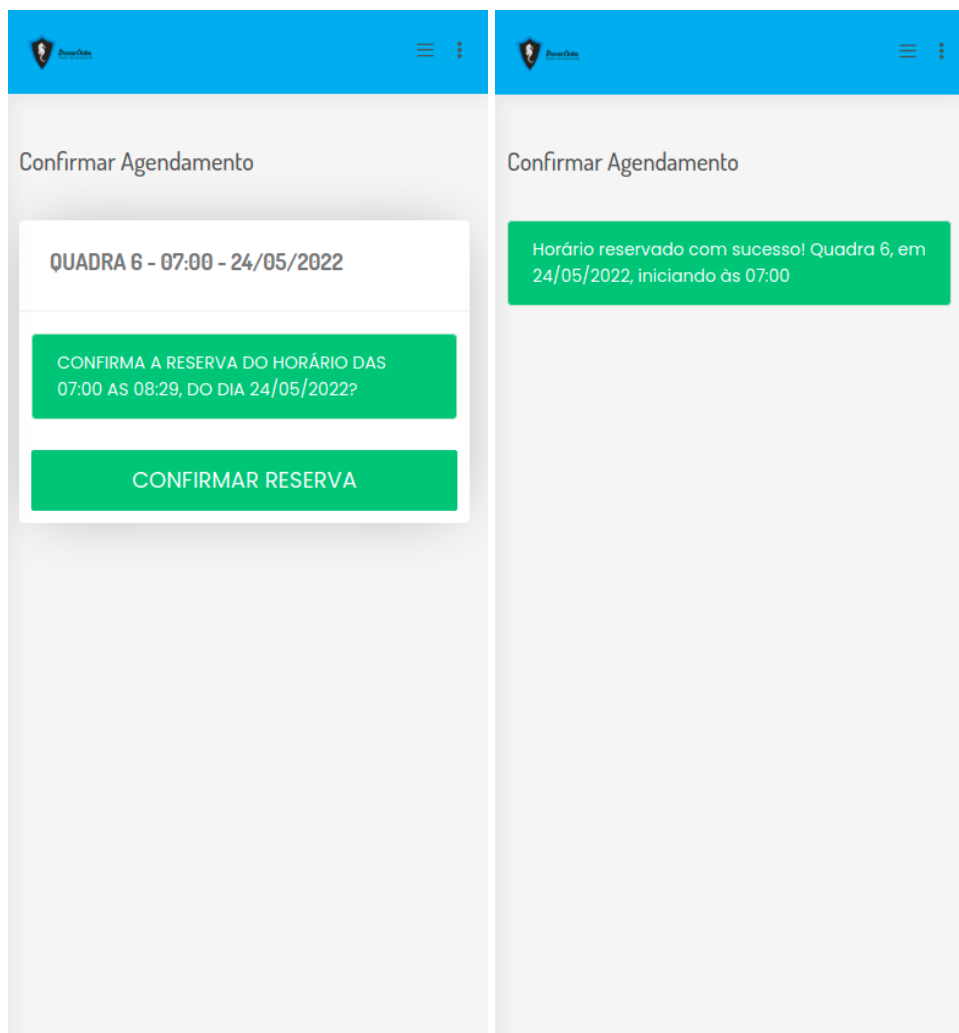 Confirmar Agendamento
QUADRA 6 - 07:00 - 24/05/2022
CONFIRMA A RESERVA DO HORÁRIO DAS
07:00 AS 08:29, DO DIA 24/05/2022?
CONFIRMAR RESERVA
Confirmar Agendamento
Horário reservado com sucesso! Quadra 6, em
24/05/2022, iniciando às 07:00